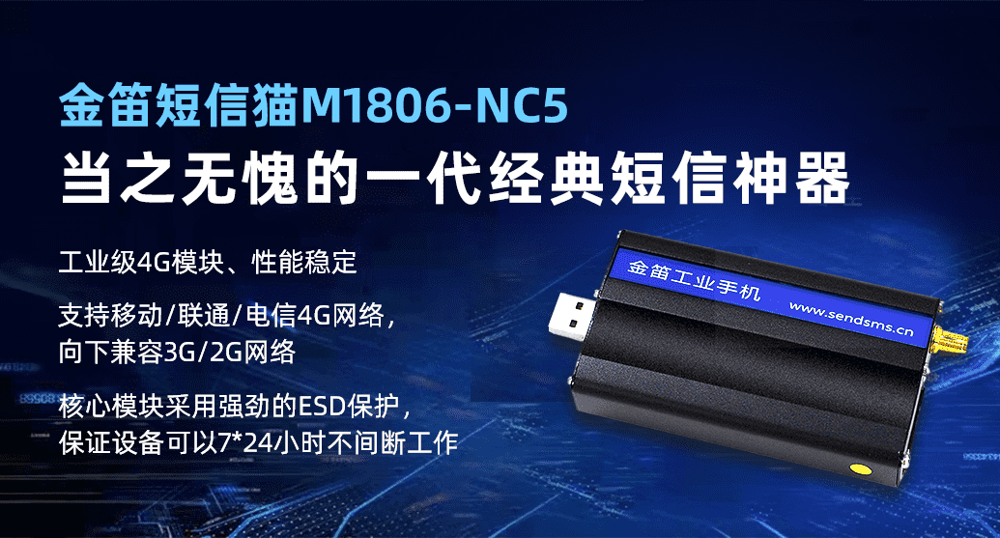 金笛短信猫M1806-NC5
当之无愧的一代经典短信神器
工业级4G模块、性能稳定
支持移动/联通/电信4G网络，
向下兼容3G/2G网络
核心模块采用强劲的ESD保护，
保证设备可以7*24小时不间断工作
金笛工业手机
www.sendsms.cn